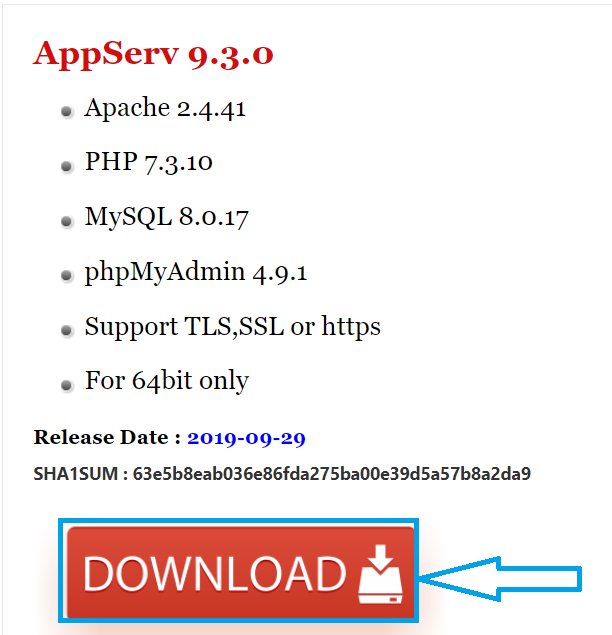 AppServ 9.3.0
Apache 2.4.41
PHP 7.3.10
MySQL 8.0.17
phpMyAdmin 4.9.1
Support TLS,SSL or https
For 64bit only
Release Date : 2019-09-29
SHA1SUM : 63e5b8eab036e86fda275ba00e39d5a57b8a2da9
DOWNLOAD